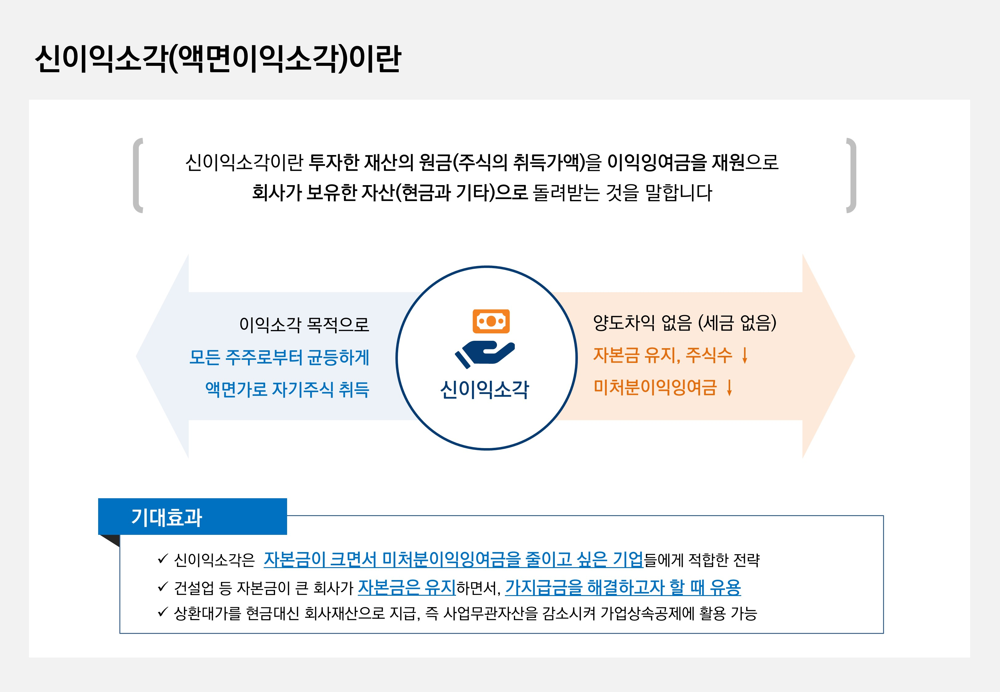 신이익소각(액면이익소각)이란
신이익소각이란 투자한 재산의 원금(주식의 취득가액)을 이익잉여금을 재원으로
회사가 보유한 자산(현금과 기타)으로 돌려받는 것을 말합니다
이익소각 목적으로
모든 주주로부터 균등하게
액면가로 자기주식 취득
신이익소각
양도차익 없음 (세금 없음)
자본금 유지, 주식수 ↓
미처분이익잉여금 ↓
기대효과
✓ 신이익소각은 자본금이 크면서 미처분이익잉여금을 줄이고 싶은 기업들에게 적합한 전략
✓ 건설업 등 자본금이 큰 회사가 자본금은 유지하면서, 가지급금을 해결하고자 할 때 유용
✓ 상환대가를 현금대신 회사재산으로 지급, 즉 사업무관자산을 감소시켜 가업상속공제에 활용 가능